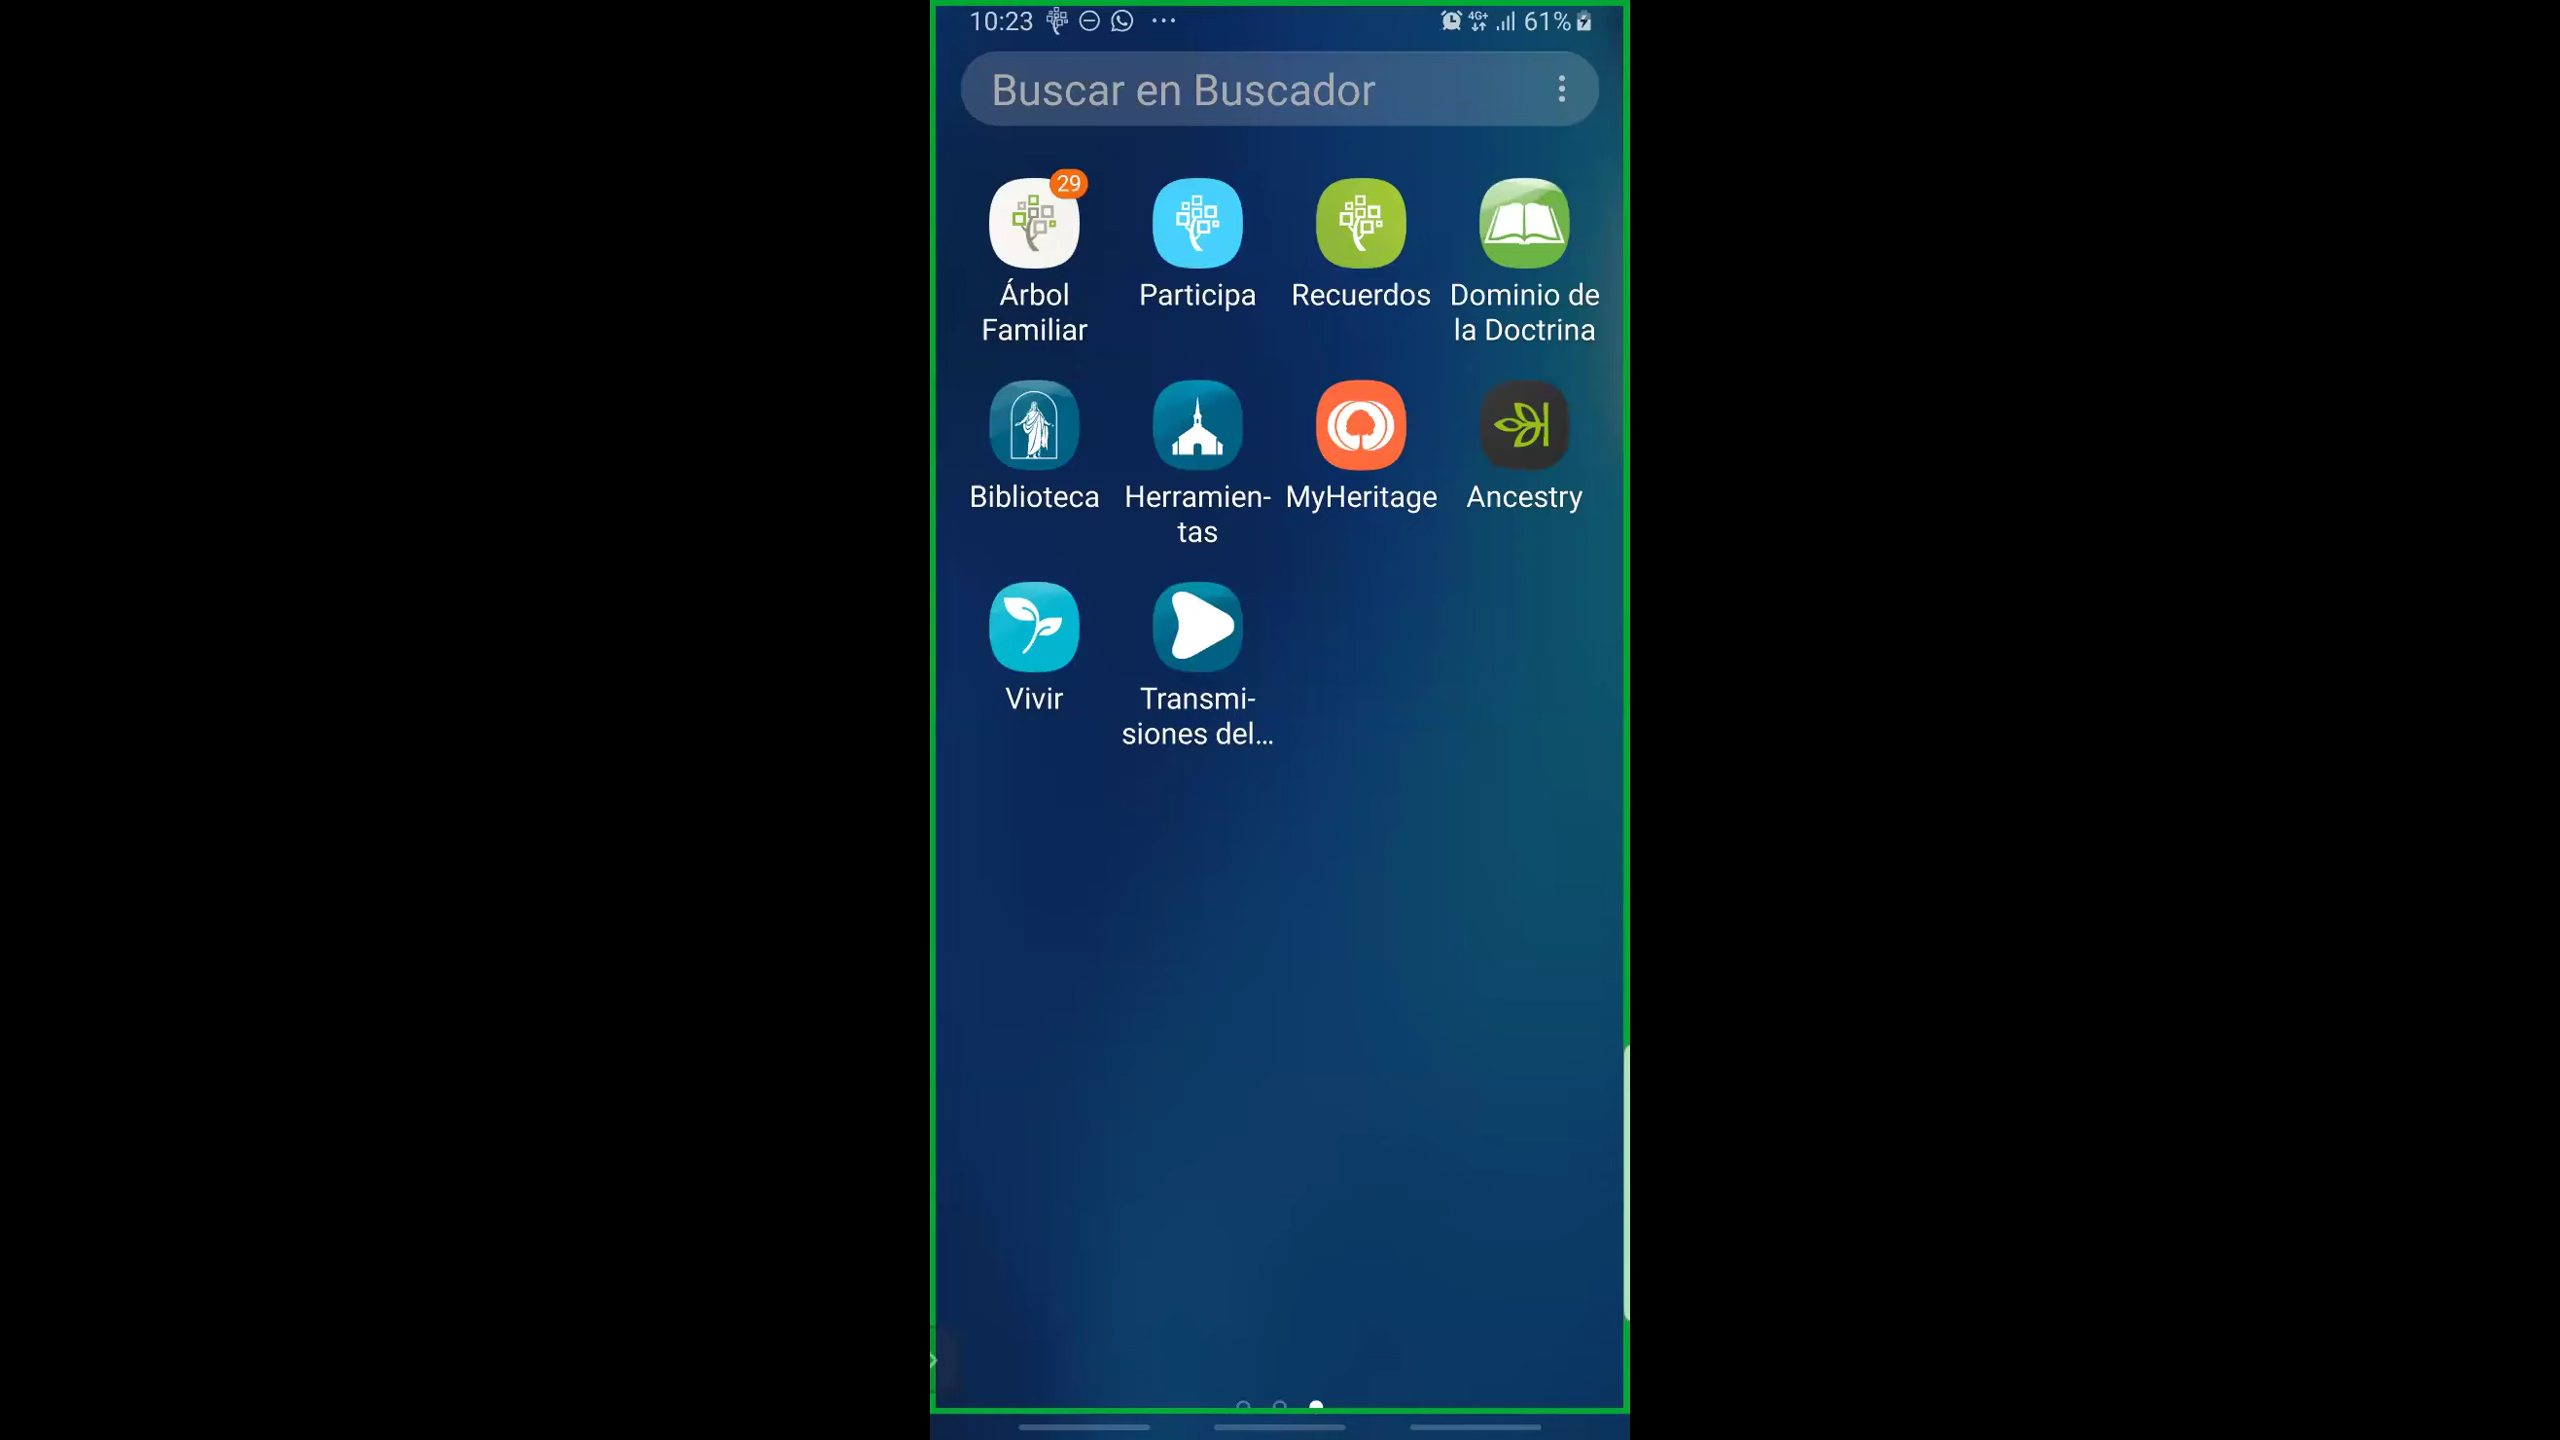 10:23
4G+ 61%
Buscar en Buscador
29
Árbol
Familiar
Participa
Recuerdos
Dominio de
la Doctrina
Biblioteca
Herramien-
tas
MyHeritage
Ancestry
Vivir
Transmi-
siones del...